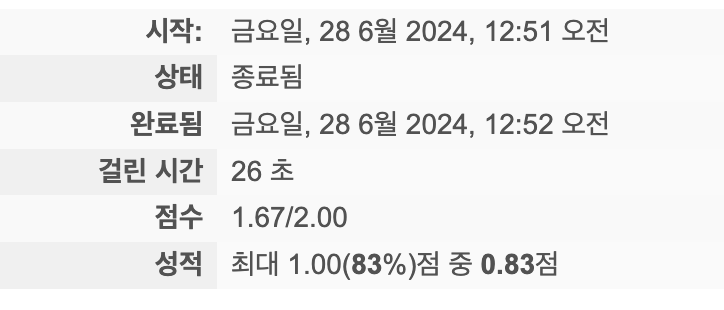 시작: 금요일, 28 6월 2024, 12:51 오전
상태 종료됨
완료됨 금요일, 28 6월 2024, 12:52 오전
걸린 시간 26 초
점수 1.67/2.00
성적 최대 1.00(83%)점 중 0.83점